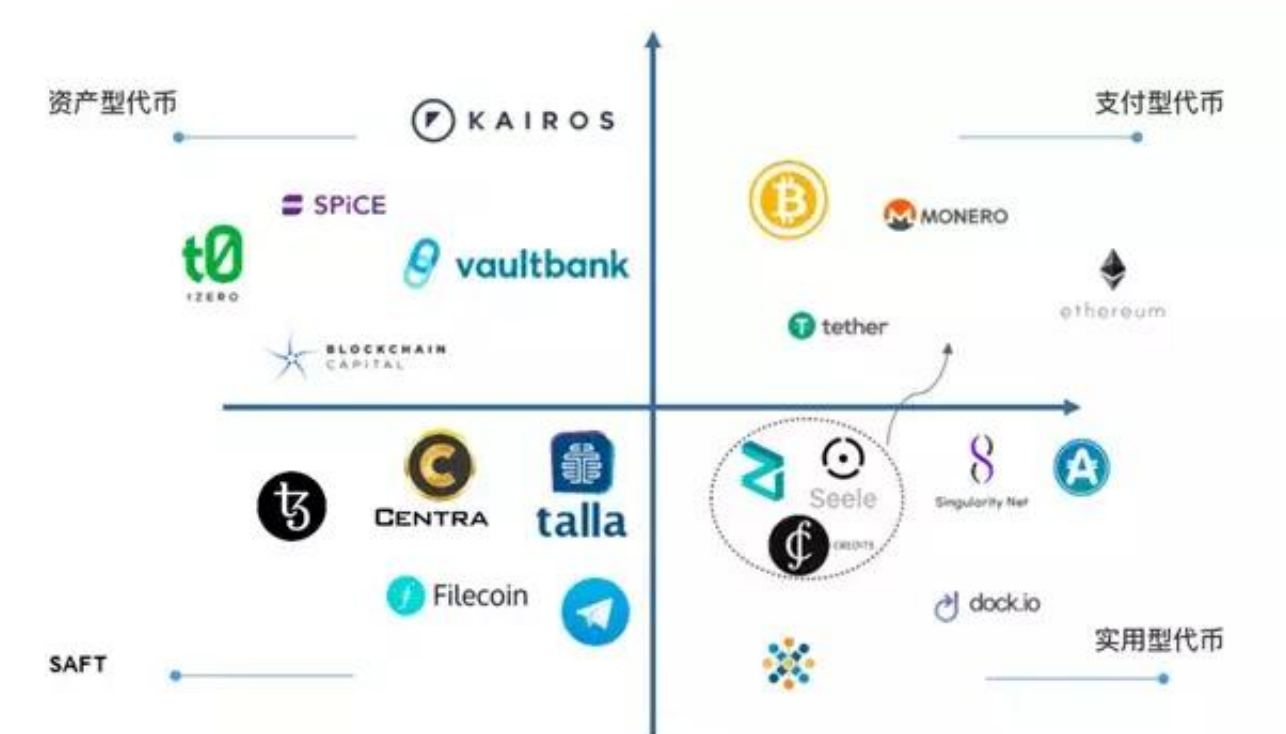 资产型代币
支付型代币
KAIROS
SPiCE
t0
tZERO
vaultbank
BLOCKCHAIN
CAPITAL
MONERO
ethereum
tether
CENTRA
talla
Filecoin
Seele
CREDITS
Singularity Net
dock.io
SAFT
实用型代币